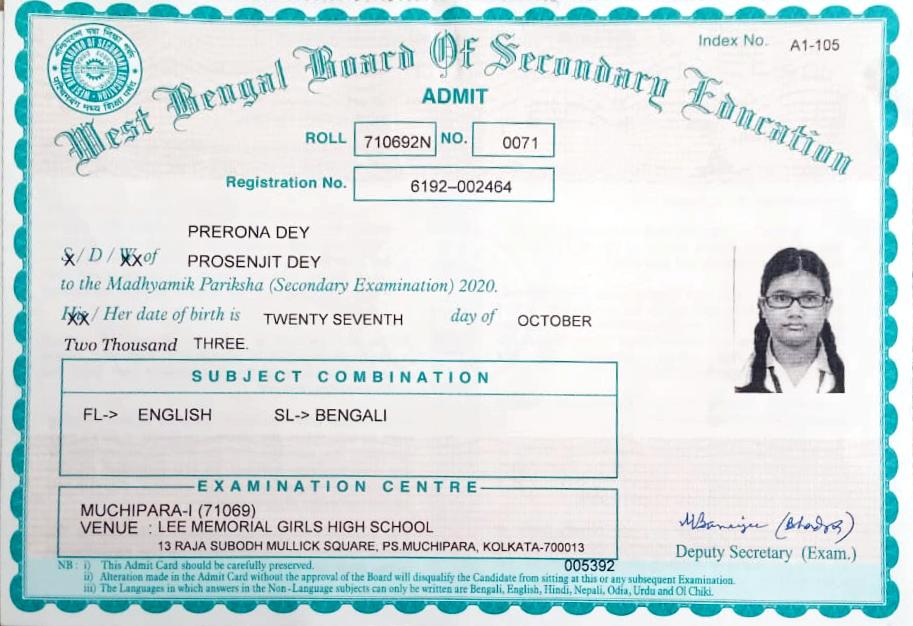 Index No. A1-105
West Bengal Board Of Secondary Education
ADMIT
ROLL 710692N NO. 0071
Registration No. 6192–002464
PRERONA DEY
S / D / W of PROSENJIT DEY
to the Madhyamik Pariksha (Secondary Examination) 2020.
His / Her date of birth is TWENTY SEVENTH day of OCTOBER
Two Thousand THREE.
SUBJECT COMBINATION
FL-> ENGLISH SL-> BENGALI
EXAMINATION CENTRE
MUCHIPARA-I (71069)
VENUE : LEE MEMORIAL GIRLS HIGH SCHOOL
13 RAJA SUBODH MULLICK SQUARE, PS.MUCHIPARA, KOLKATA-700013
Deputy Secretary (Exam.)
005392
NB : i) This Admit Card should be carefully preserved.
ii) Alteration made in the Admit Card without the approval of the Board will disqualify the Candidate from sitting at this or any subsequent Examination.
iii) The Languages in which answers in the Non-Language subjects can only be written are Bengali, English, Hindi, Nepali, Odia, Urdu and Ol Chiki.